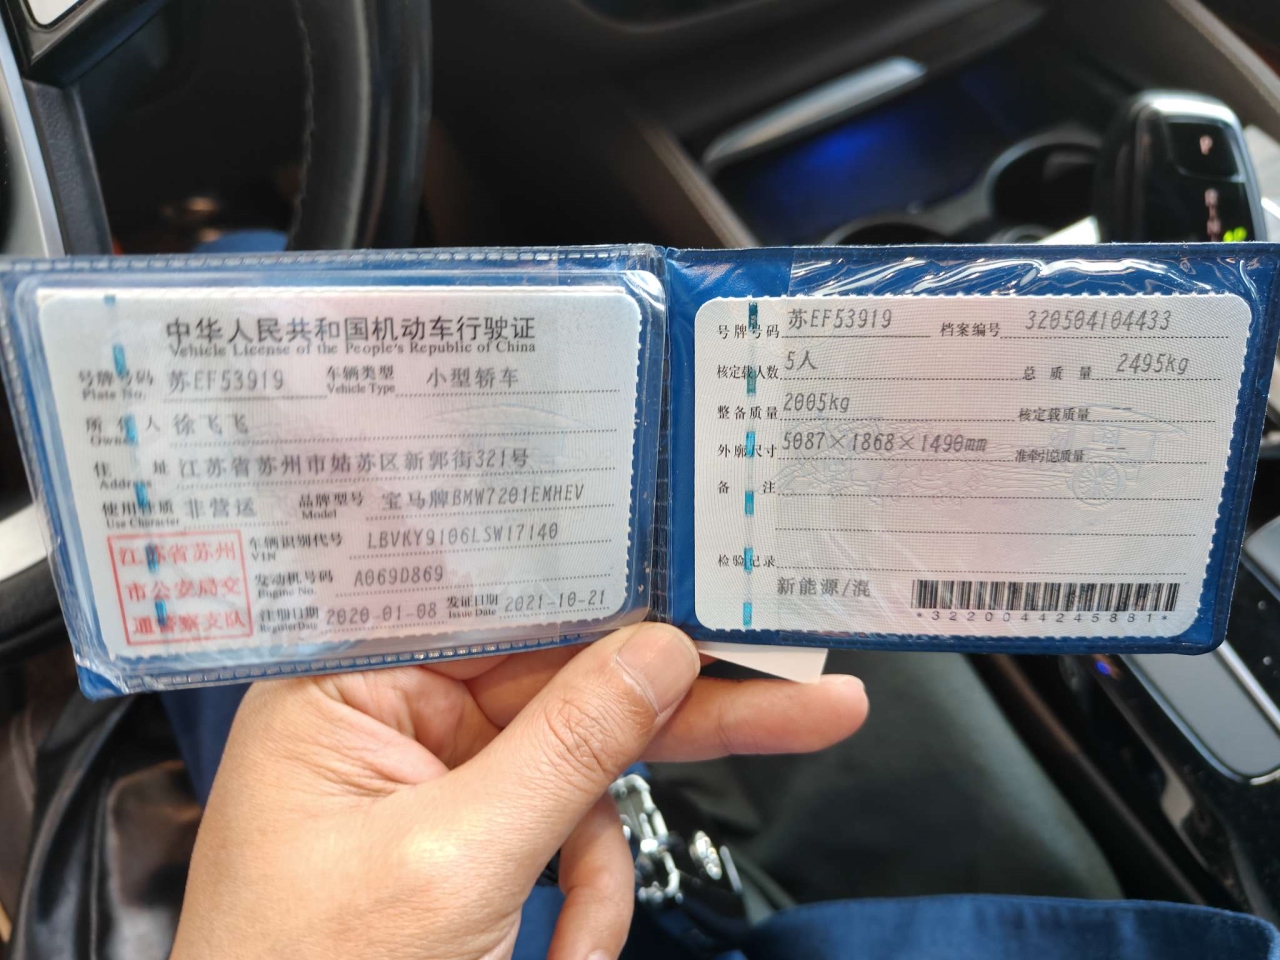 中华人民共和国机动车行驶证
Vehicle License of the People's Republic of China
号牌号码 苏EF53919 车辆类型 小型轿车
Plate No. Vehicle Type
所有人 徐飞飞
Owner
住址 江苏省苏州市姑苏区新郭街321号
Address
使用性质 非营运 品牌型号 宝马牌BMW7201EMHEV
Use Character Model
江苏省苏州
市公安局交
通警察支队
车辆识别代号 LBVKY9106LSW17140
VIN
发动机号码 A069D869
Engine No.
注册日期 2020-01-08 发证日期 2021-10-21
Register Date Issue Date
号牌号码 苏EF53919 档案编号 320504104433
核定载人数 5人 总质量 2495kg
整备质量 2005kg 核定载质量 --
外廓尺寸 5087×1868×1490mm 准牵引总质量 --
备注
检验记录
新能源/混
*3220044245881*
P
R
N